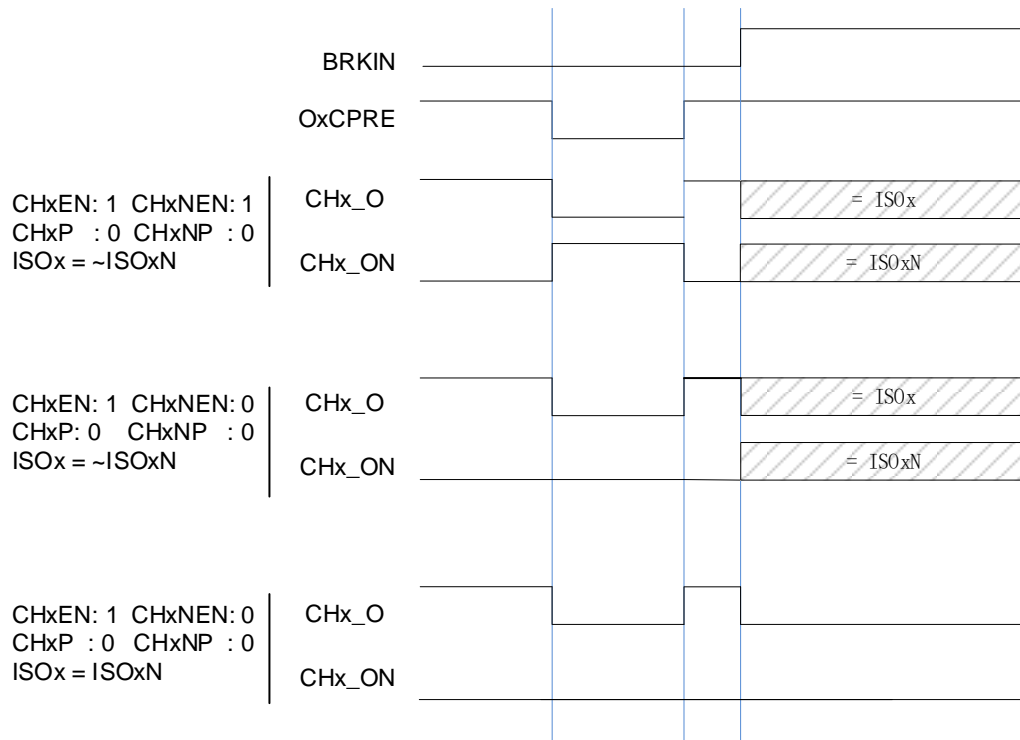 BRKIN
OxCPRE
CHxEN: 1 CHxNEN: 1
CHxP : 0 CHxNP : 0
ISOx = ~ISOxN
CHx_O
= ISOx
CHx_ON
= ISOxN
CHxEN: 1 CHxNEN: 0
CHxP: 0 CHxNP : 0
ISOx = ~ISOxN
CHx_O
= ISOx
CHx_ON
= ISOxN
CHxEN: 1 CHxNEN: 0
CHxP : 0 CHxNP : 0
ISOx = ISOxN
CHx_O
CHx_ON